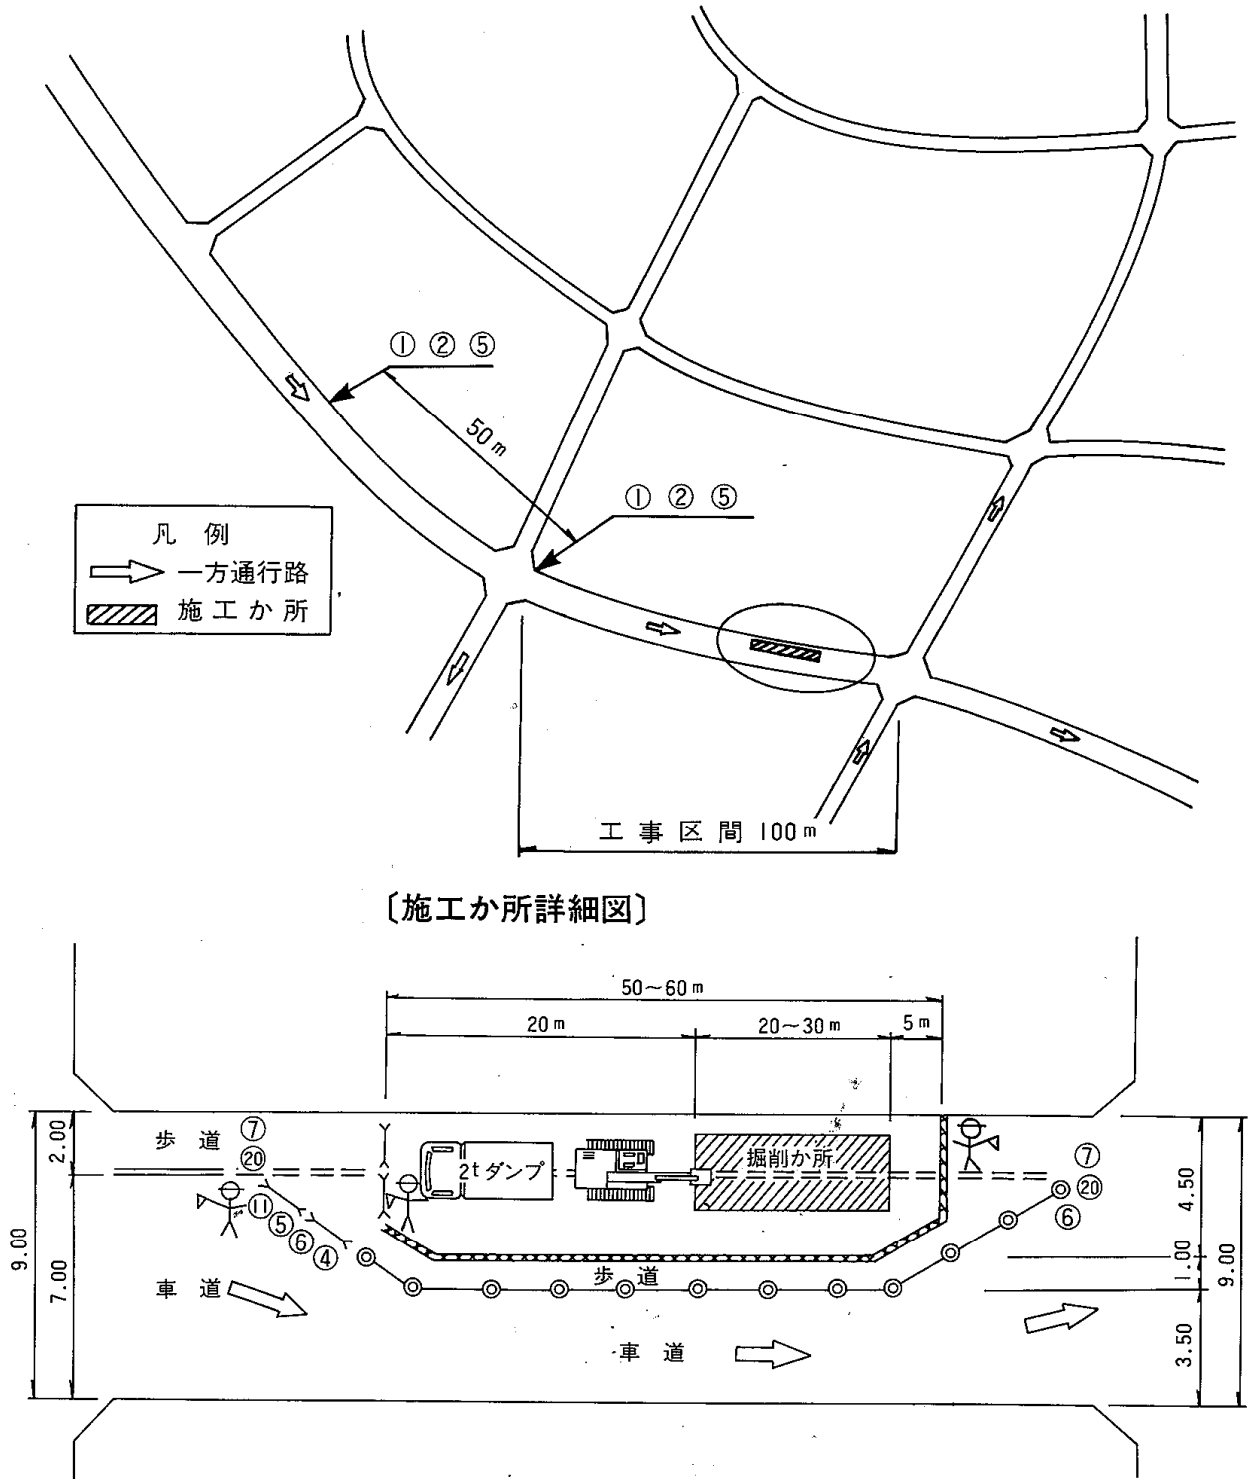 ① ② ⑤
50m
① ② ⑤
凡例
一方通行路
施工か所
工事区間 100m
〔施工か所詳細図〕
50～60m
20m
20～30m
5m
歩道
⑦
⑳
2tダンプ
掘削か所
⑦
⑳
⑥
⑪
⑤
⑥
④
歩道
車道
車道
2.00
7.00
9.00
4.50
1.00
3.50
9.00